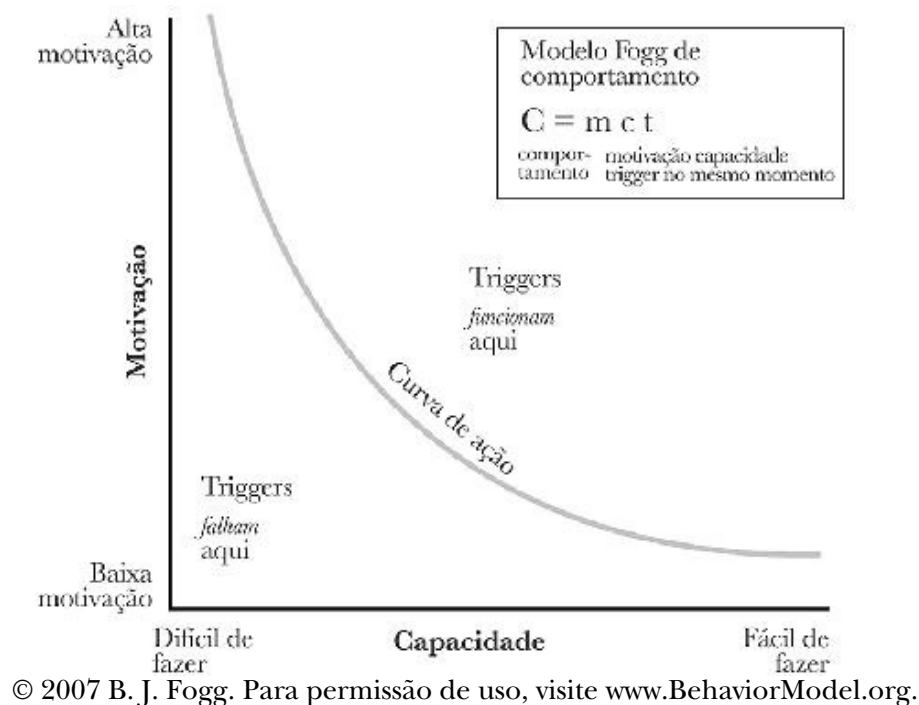 Alta
motivação
Modelo Fogg de
comportamento
C = m c t
compor- motivação capacidade
tamento trigger no mesmo momento
Motivação
Triggers
funcionam
aqui
Curva de ação
Triggers
falham
aqui
Baixa
motivação
Difícil de
fazer
Capacidade
Fácil de
fazer
© 2007 B. J. Fogg. Para permissão de uso, visite www.BehaviorModel.org.